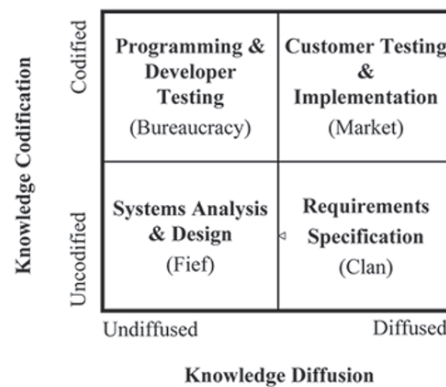 Knowledge Codification
Codified
Uncodified
Programming &
Developer
Testing
(Bureaucracy)
Customer Testing
&
Implementation
(Market)
Systems Analysis
& Design
(Fief)
Requirements
Specification
(Clan)
Undiffused
Diffused
Knowledge Diffusion